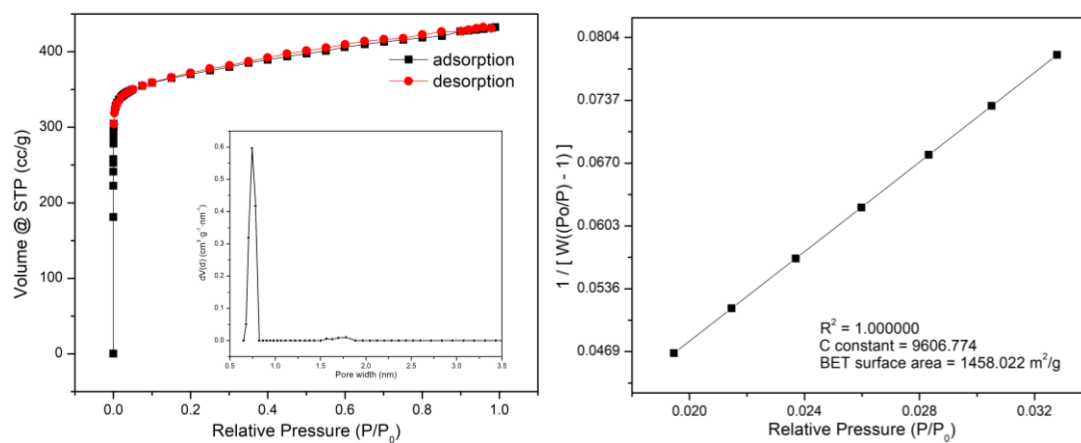 Volume @ STP (cc/g)
400
300
200
100
0
adsorption
desorption
dV(d) (cm³·g⁻¹·nm⁻¹)
0.6
0.5
0.4
0.3
0.2
0.1
0.0
1.0 1.5 2.0 2.5 3.0 3.5
Pore width (nm)
0.0 0.2 0.4 0.6 0.8 1.0
Relative Pressure (P/P₀)
1 / [ W((Po/P) - 1) ]
0.0804
0.0737
0.0670
0.0603
0.0536
0.0469
R² = 1.000000
C constant = 9606.774
BET surface area = 1458.022 m²/g
0.020 0.024 0.028 0.032
Relative Pressure (P/P₀)